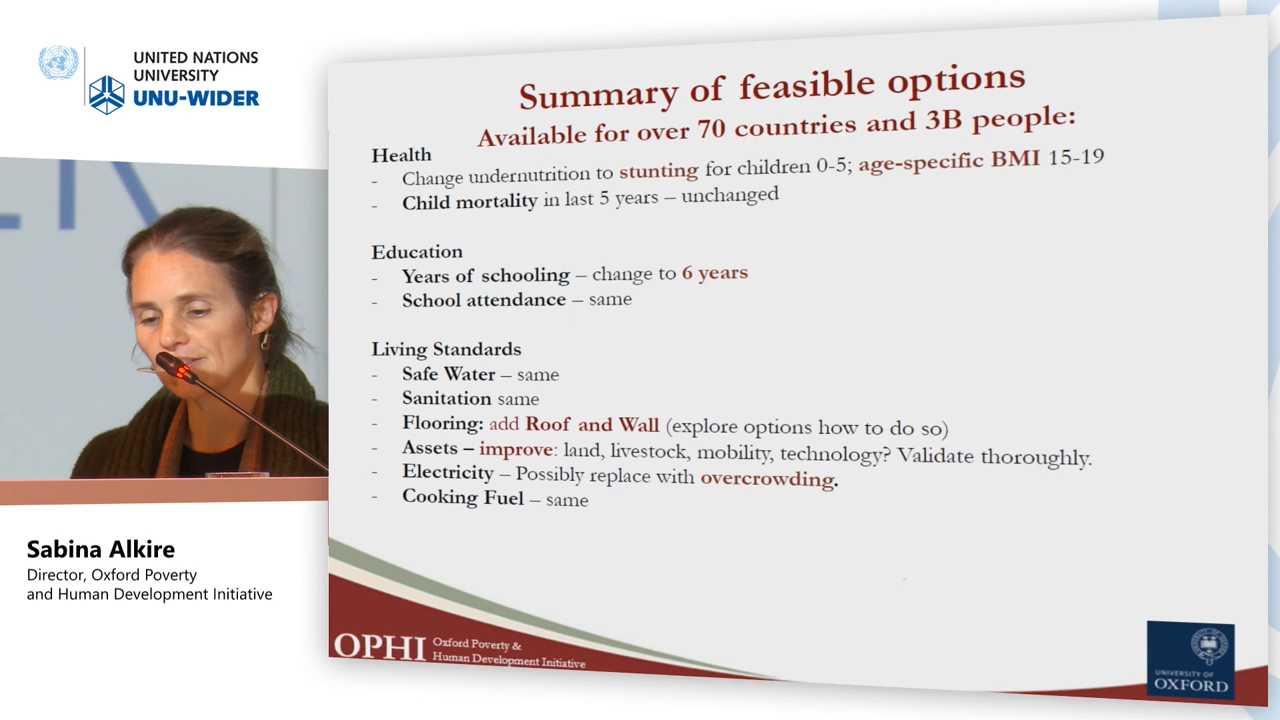 UNITED NATIONS
UNIVERSITY
UNU-WIDER
Sabina Alkire
Director, Oxford Poverty
and Human Development Initiative
Summary of feasible options
Available for over 70 countries and 3B people:
Health
- Change undernutrition to stunting for children 0-5; age-specific BMI 15-19
- Child mortality in last 5 years – unchanged
Education
- Years of schooling – change to 6 years
- School attendance – same
Living Standards
- Safe Water – same
- Sanitation same
- Flooring: add Roof and Wall (explore options how to do so)
- Assets – improve: land, livestock, mobility, technology? Validate thoroughly.
- Electricity – Possibly replace with overcrowding.
- Cooking Fuel – same
OPHI Oxford Poverty &
Human Development Initiative
UNIVERSITY OF
OXFORD